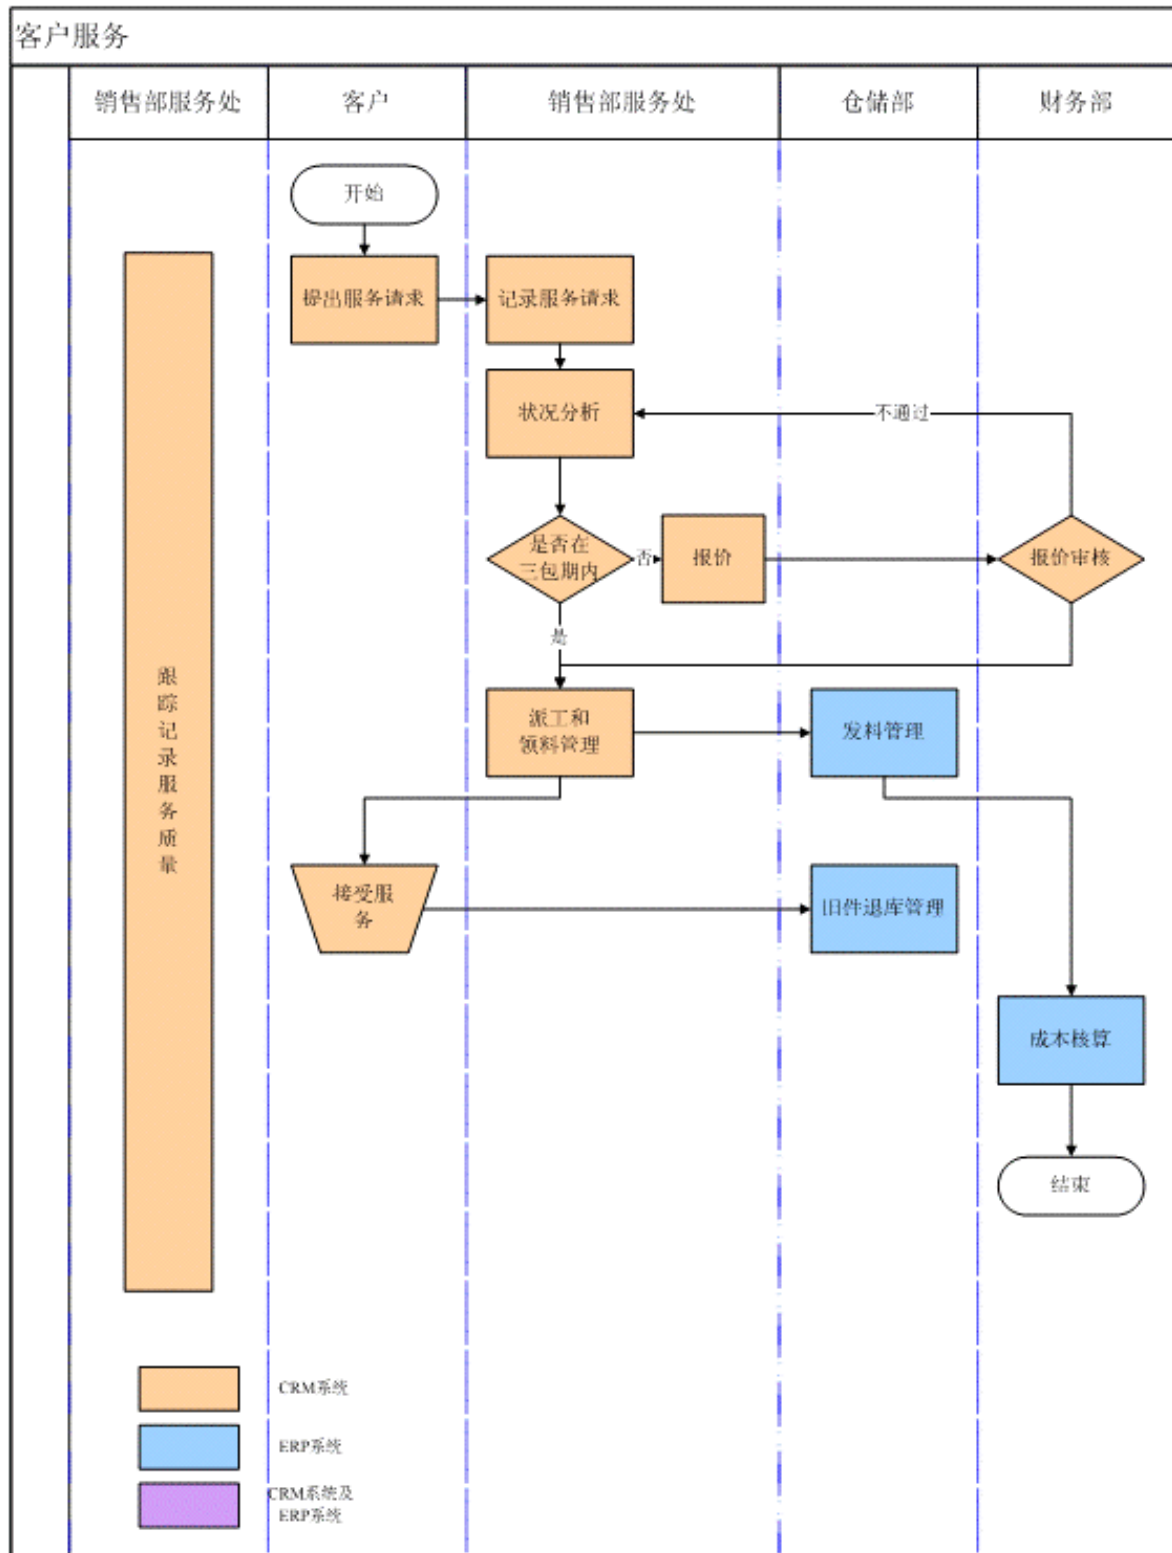 客户服务
销售部服务处
客户
销售部服务处
仓储部
财务部
开始
提出服务请求
记录服务请求
状况分析
不通过
是否在
三包期内
否
报价
报价审核
是
派工和
领料管理
发料管理
跟
踪
记
录
服
务
质
量
接受服
务
旧件退库管理
成本核算
结束
CRM系统
ERP系统
CRM系统及
ERP系统